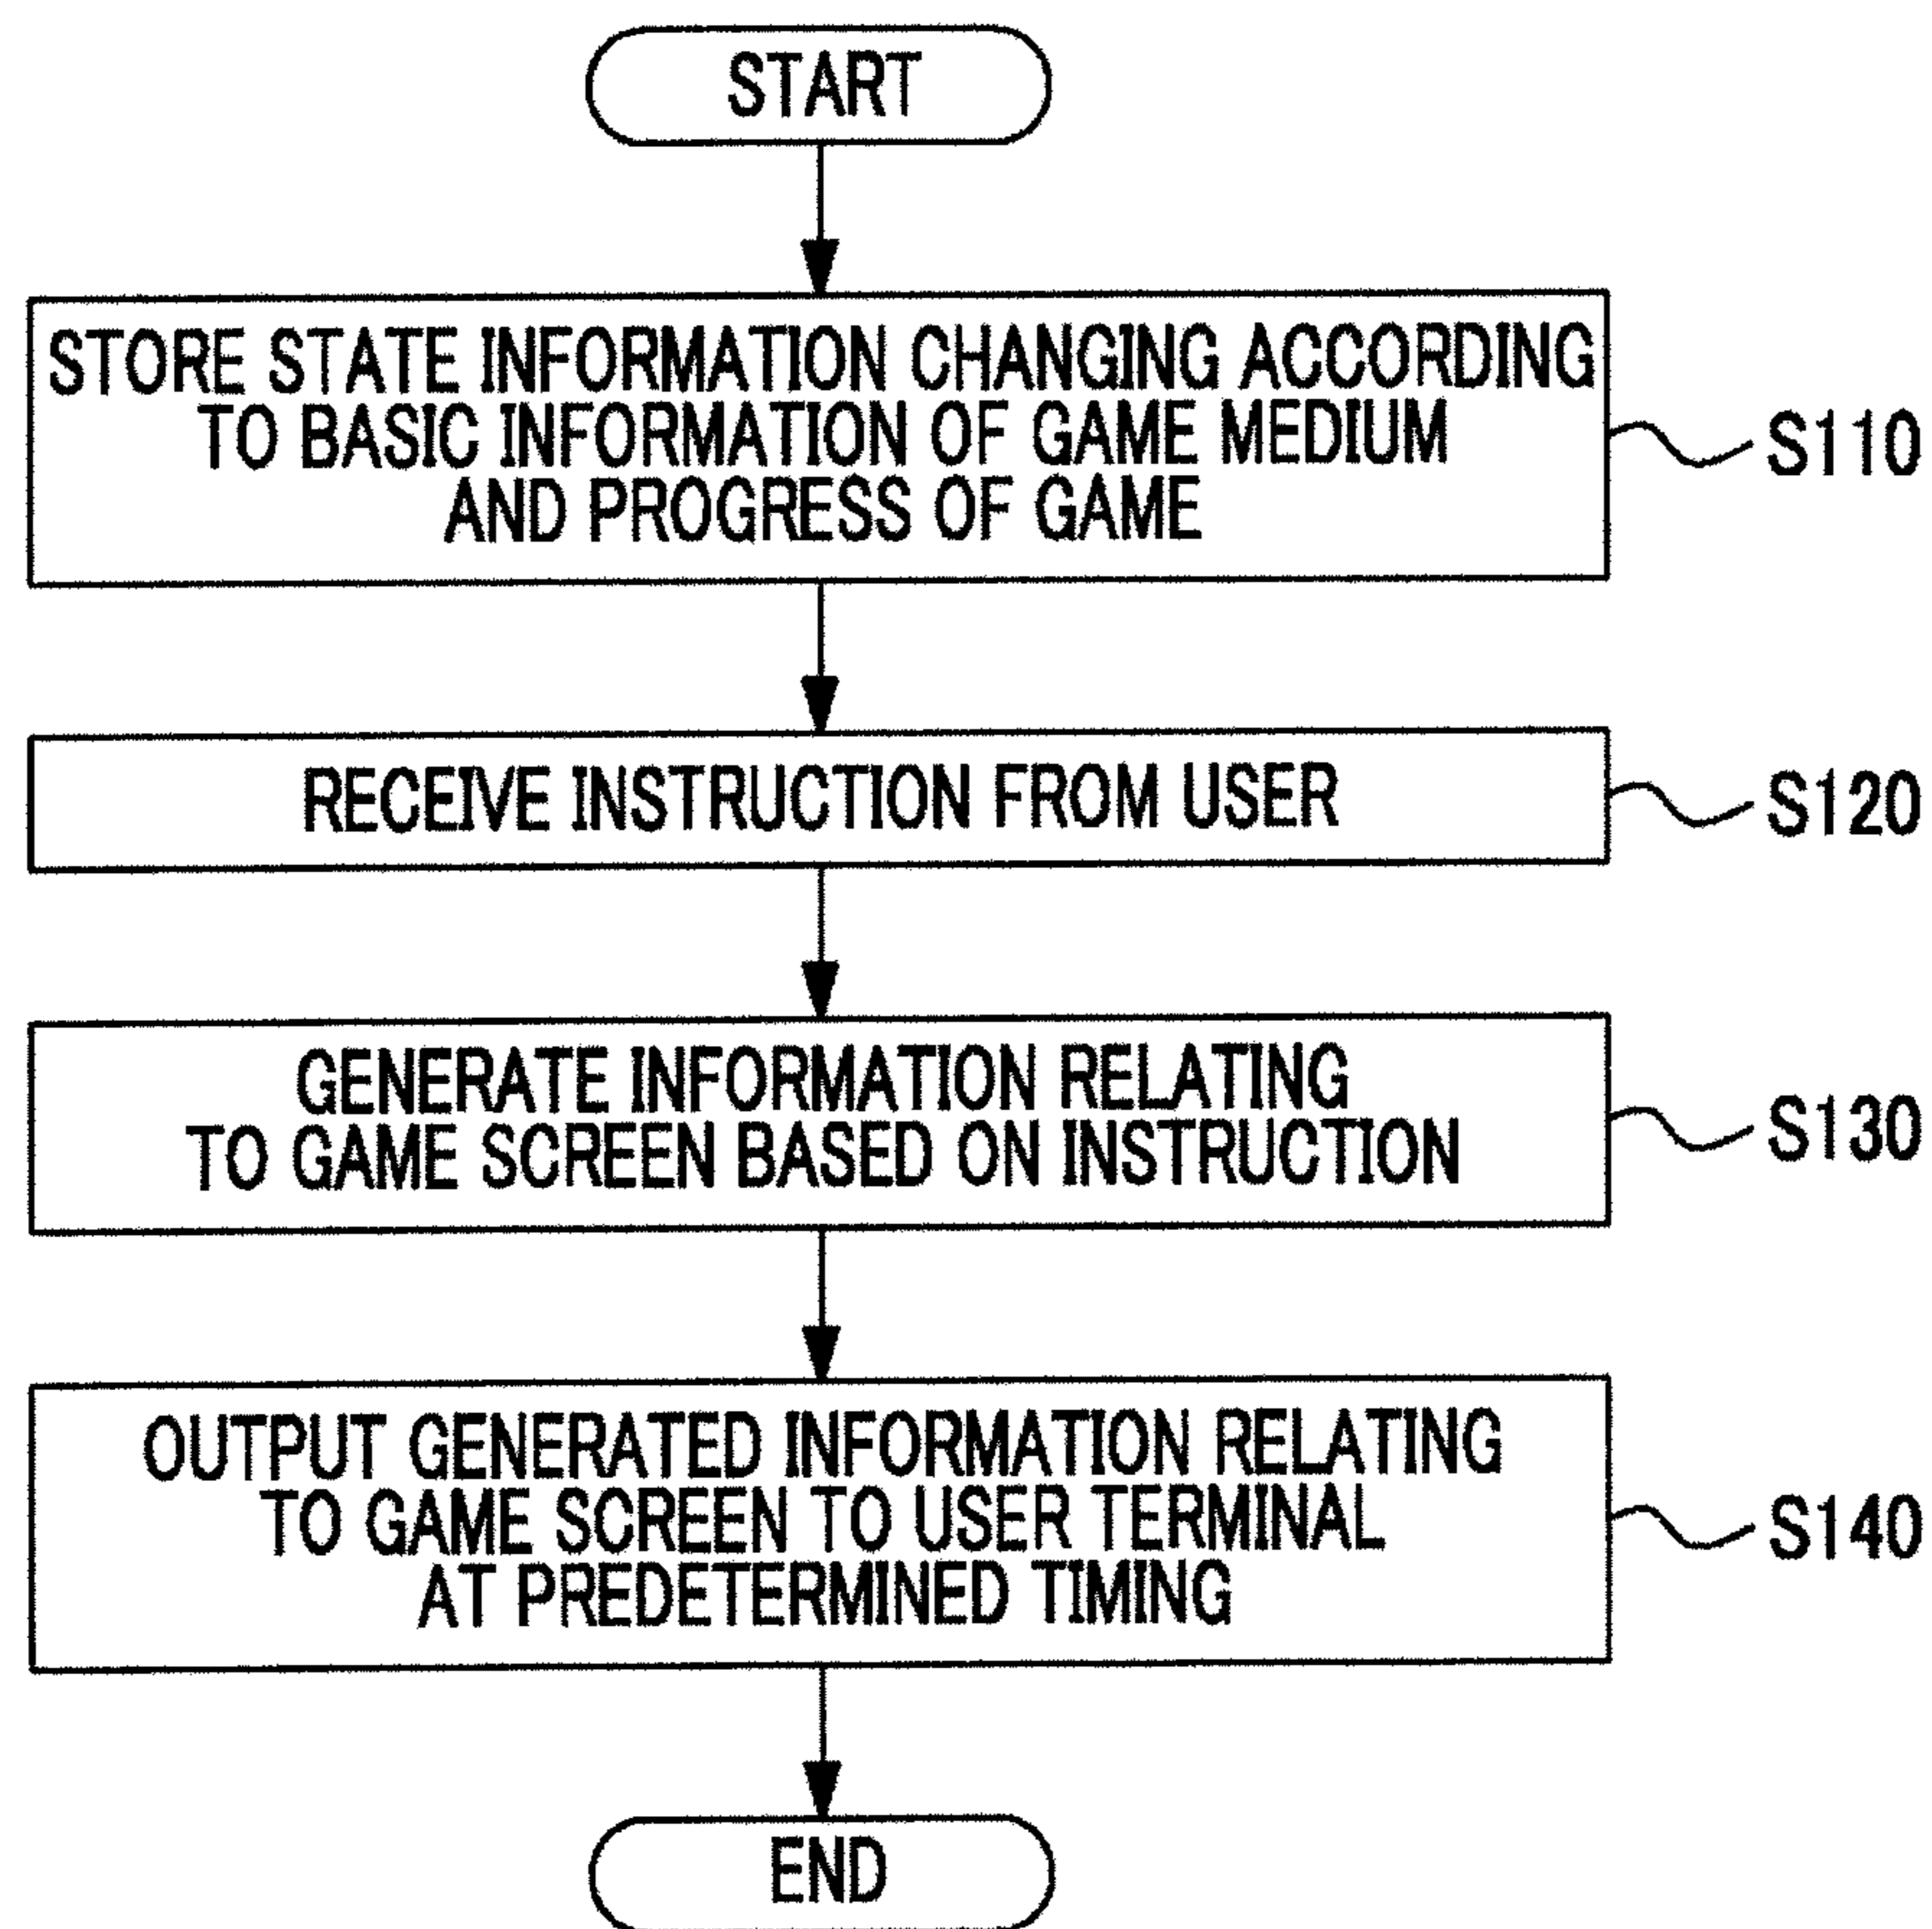 START
STORE STATE INFORMATION CHANGING ACCORDING
TO BASIC INFORMATION OF GAME MEDIUM
AND PROGRESS OF GAME
S110
RECEIVE INSTRUCTION FROM USER
S120
GENERATE INFORMATION RELATING
TO GAME SCREEN BASED ON INSTRUCTION
S130
OUTPUT GENERATED INFORMATION RELATING
TO GAME SCREEN TO USER TERMINAL
AT PREDETERMINED TIMING
S140
END